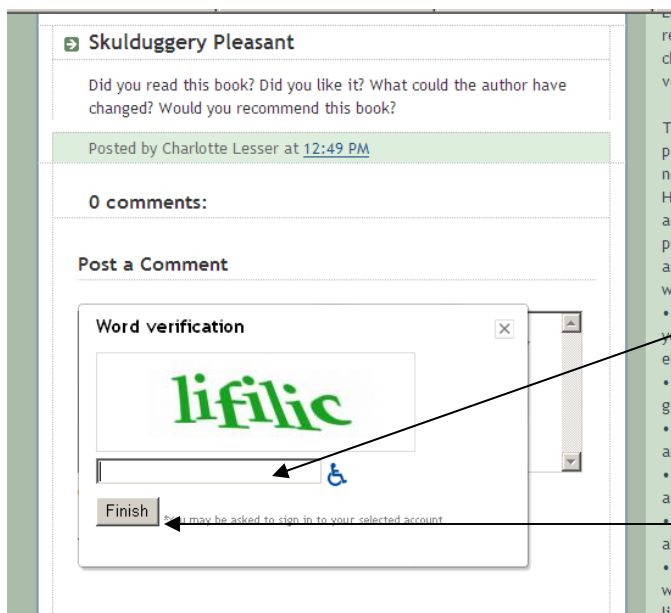 Skulduggery Pleasant
Did you read this book? Did you like it? What could the author have
changed? Would you recommend this book?
Posted by Charlotte Lesser at 12:49 PM
0 comments:
Post a Comment
Word verification
lifilic
Finish
may be asked to sign in to your selected account